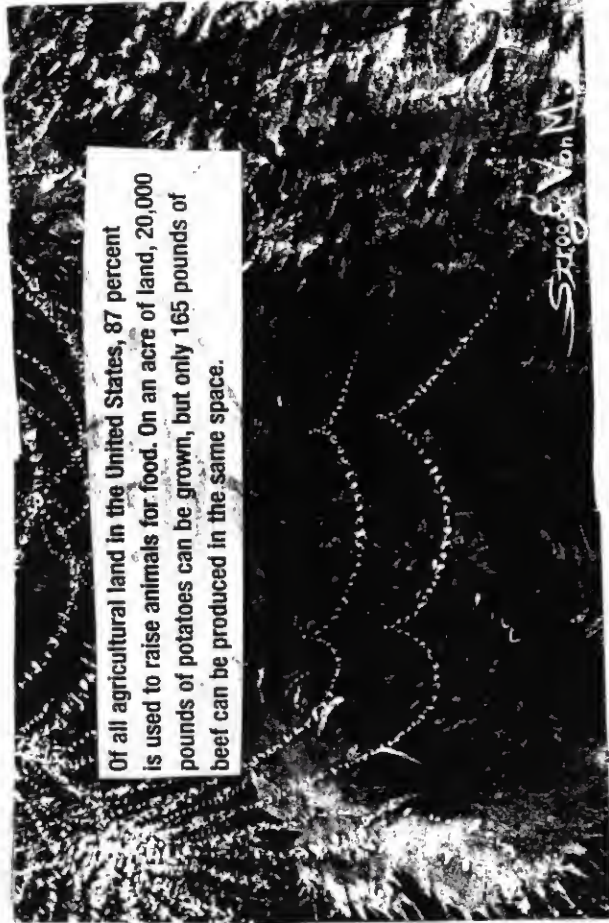 Of all agricultural land in the United States, 87 percent
is used to raise animals for food. On an acre of land, 20,000
pounds of potatoes can be grown, but only 165 pounds of
beef can be produced in the same space.
Von M.